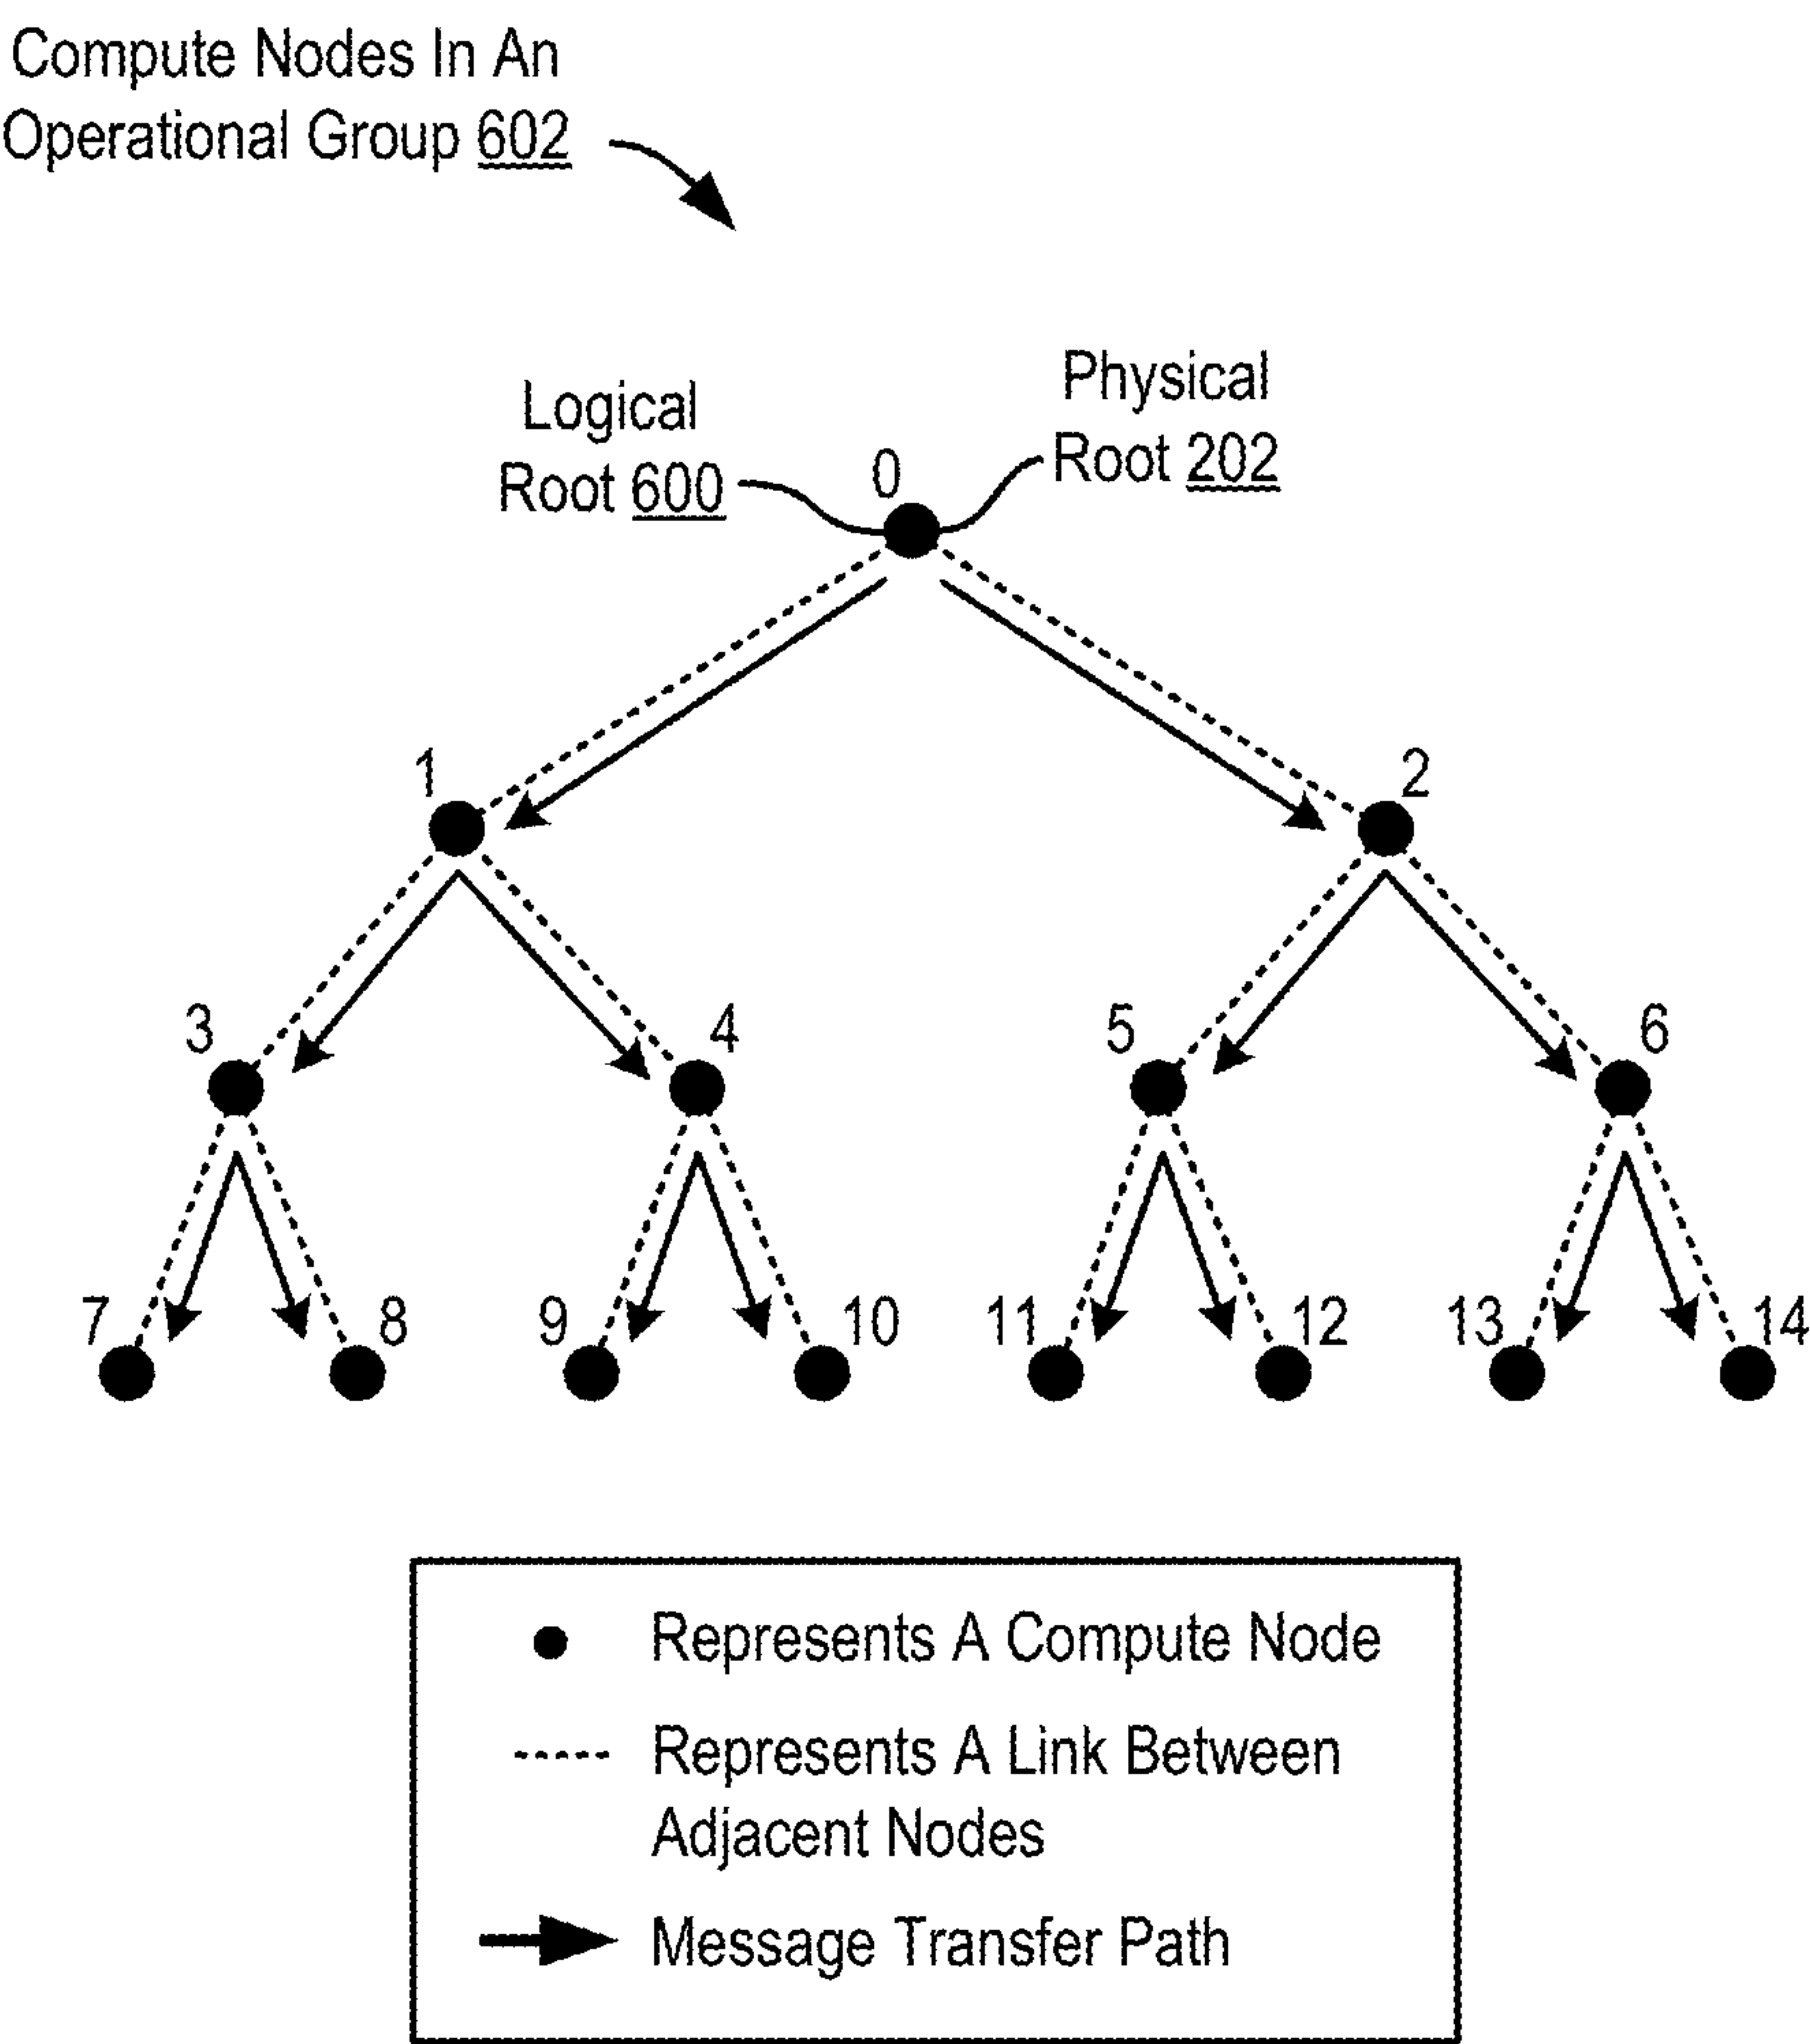 Compute Nodes In An
Operational Group 602
Logical
Root 600
Physical
Root 202
0
1
2
3
4
5
6
7
8
9
10
11
12
13
14
Represents A Compute Node
Represents A Link Between
Adjacent Nodes
Message Transfer Path